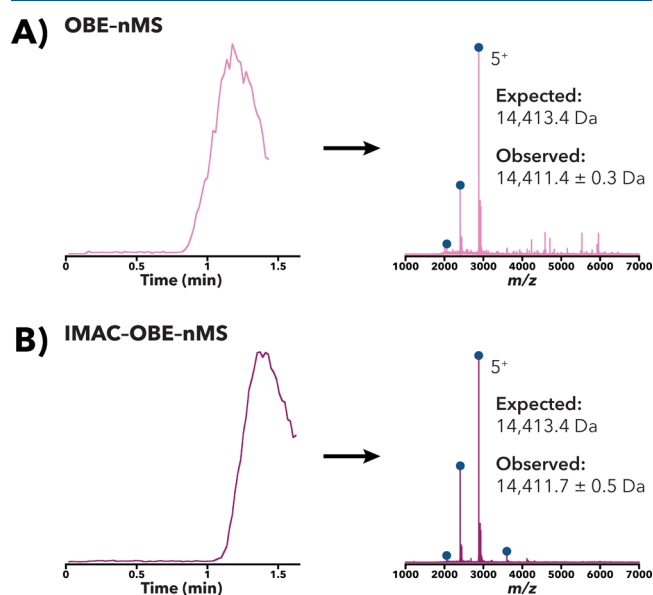 A) OBE–nMS
5+
Expected:
14,413.4 Da
Observed:
14,411.4 ± 0.3 Da
0 0.5 1 1.5
Time (min)
1000 2000 3000 4000 5000 6000 7000
m/z
B) IMAC–OBE–nMS
5+
Expected:
14,413.4 Da
Observed:
14,411.7 ± 0.5 Da
0 0.5 1 1.5
Time (min)
1000 2000 3000 4000 5000 6000 7000
m/z